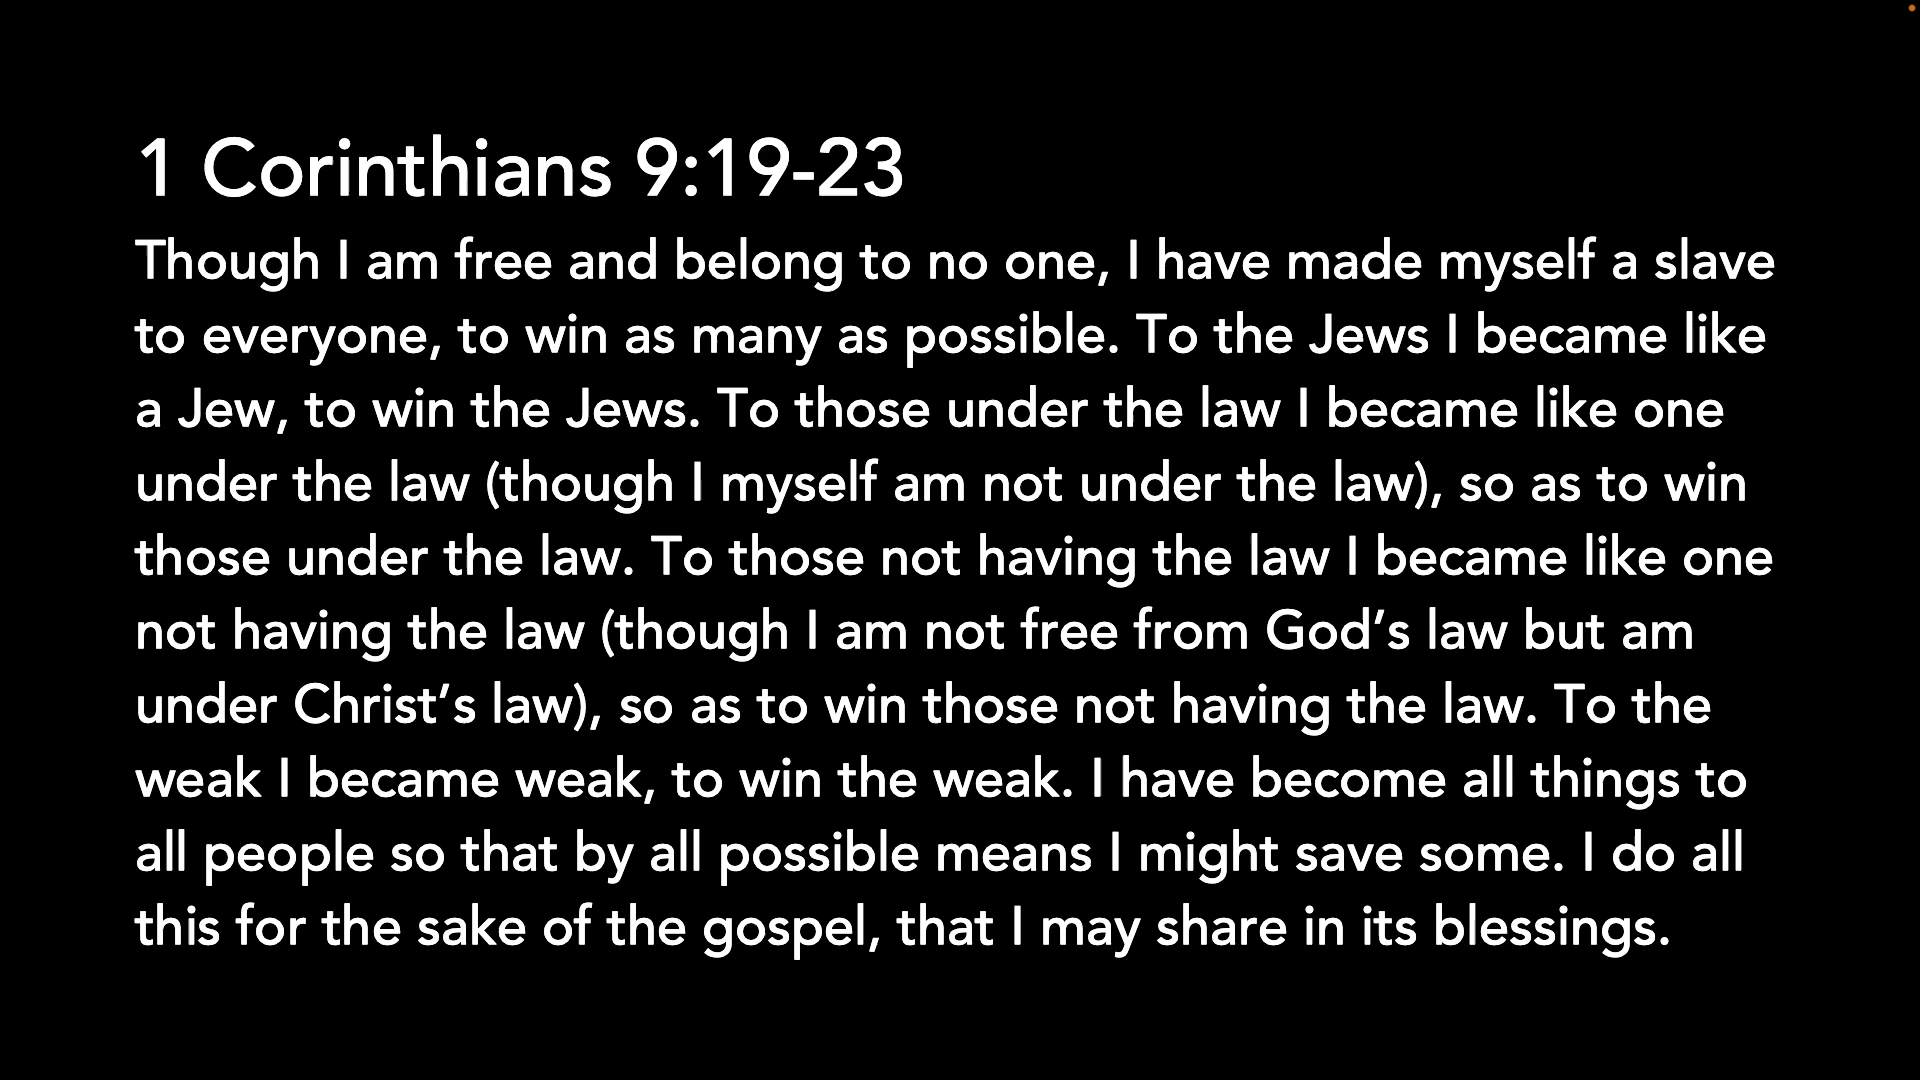 1 Corinthians 9:19-23
Though I am free and belong to no one, I have made myself a slave
to everyone, to win as many as possible. To the Jews I became like
a Jew, to win the Jews. To those under the law I became like one
under the law (though I myself am not under the law), so as to win
those under the law. To those not having the law I became like one
not having the law (though I am not free from God’s law but am
under Christ’s law), so as to win those not having the law. To the
weak I became weak, to win the weak. I have become all things to
all people so that by all possible means I might save some. I do all
this for the sake of the gospel, that I may share in its blessings.